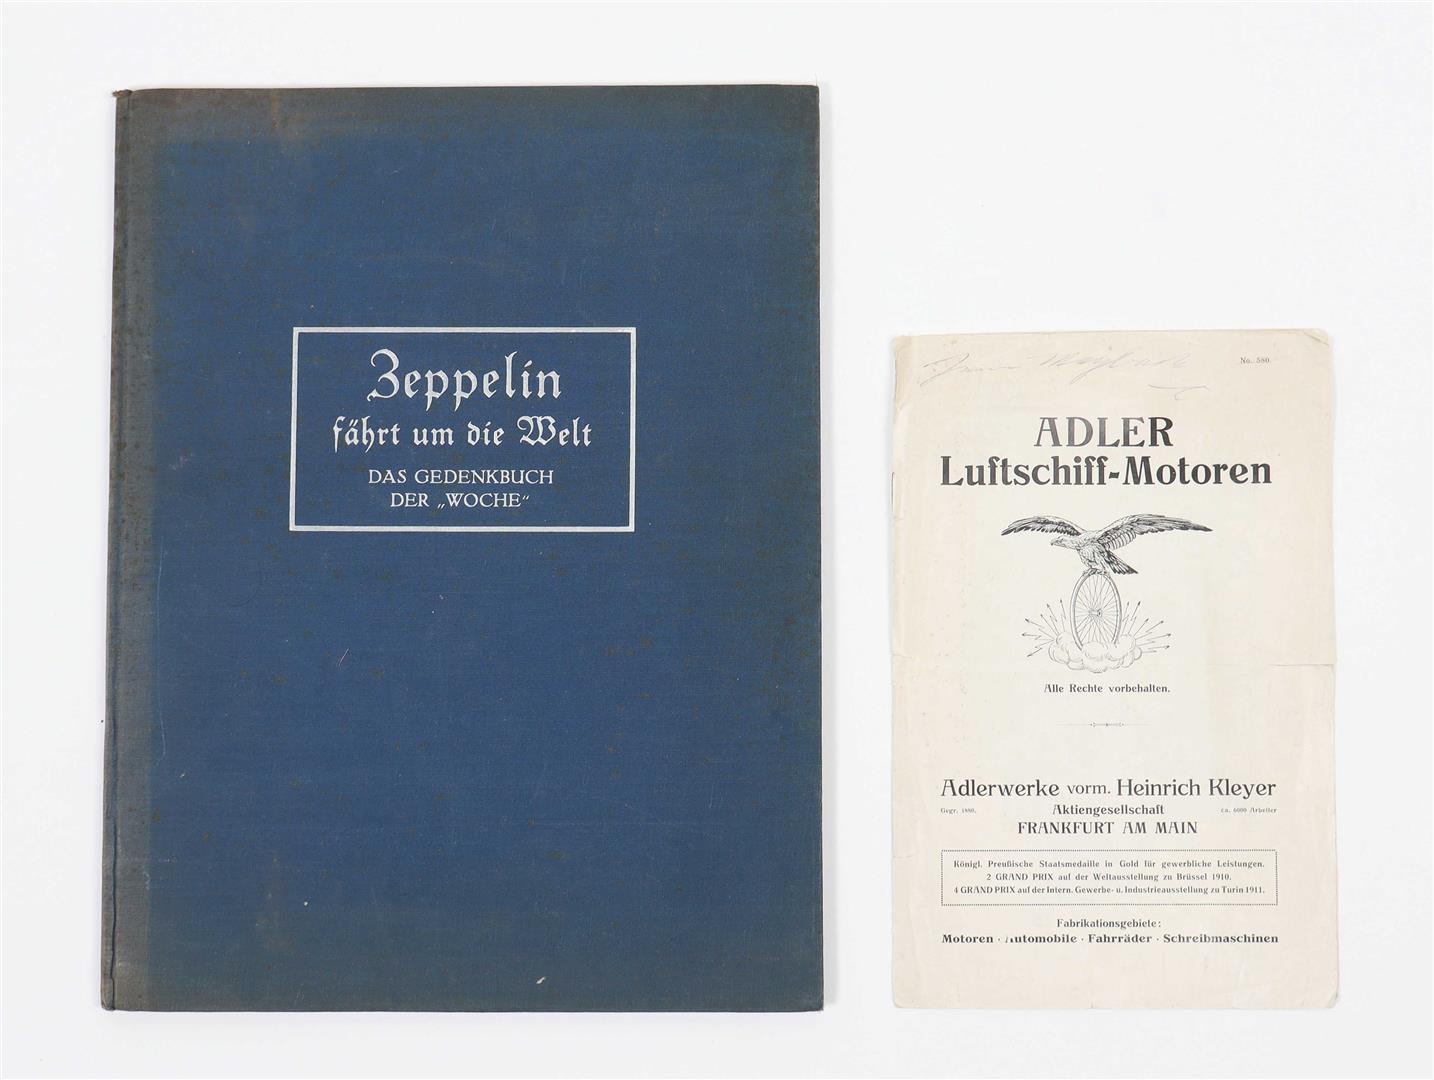 Zeppelin
fährt um die Welt
DAS GEDENKBUCH
DER „WOCHE“
No. 580.
ADLER
Luftschiff-Motoren
Alle Rechte vorbehalten.
Adlerwerke vorm. Heinrich Kleyer
Gegr. 1880. Aktiengesellschaft ca. 6000 Arbeiter
FRANKFURT AM MAIN
Königl. Preußische Staatsmedaille in Gold für gewerbliche Leistungen.
2 GRAND PRIX auf der Weltausstellung zu Brüssel 1910.
4 GRAND PRIX auf der Intern. Gewerbe- u. Industrieausstellung zu Turin 1911.
Fabrikationsgebiete:
Motoren · Automobile · Fahrräder · Schreibmaschinen